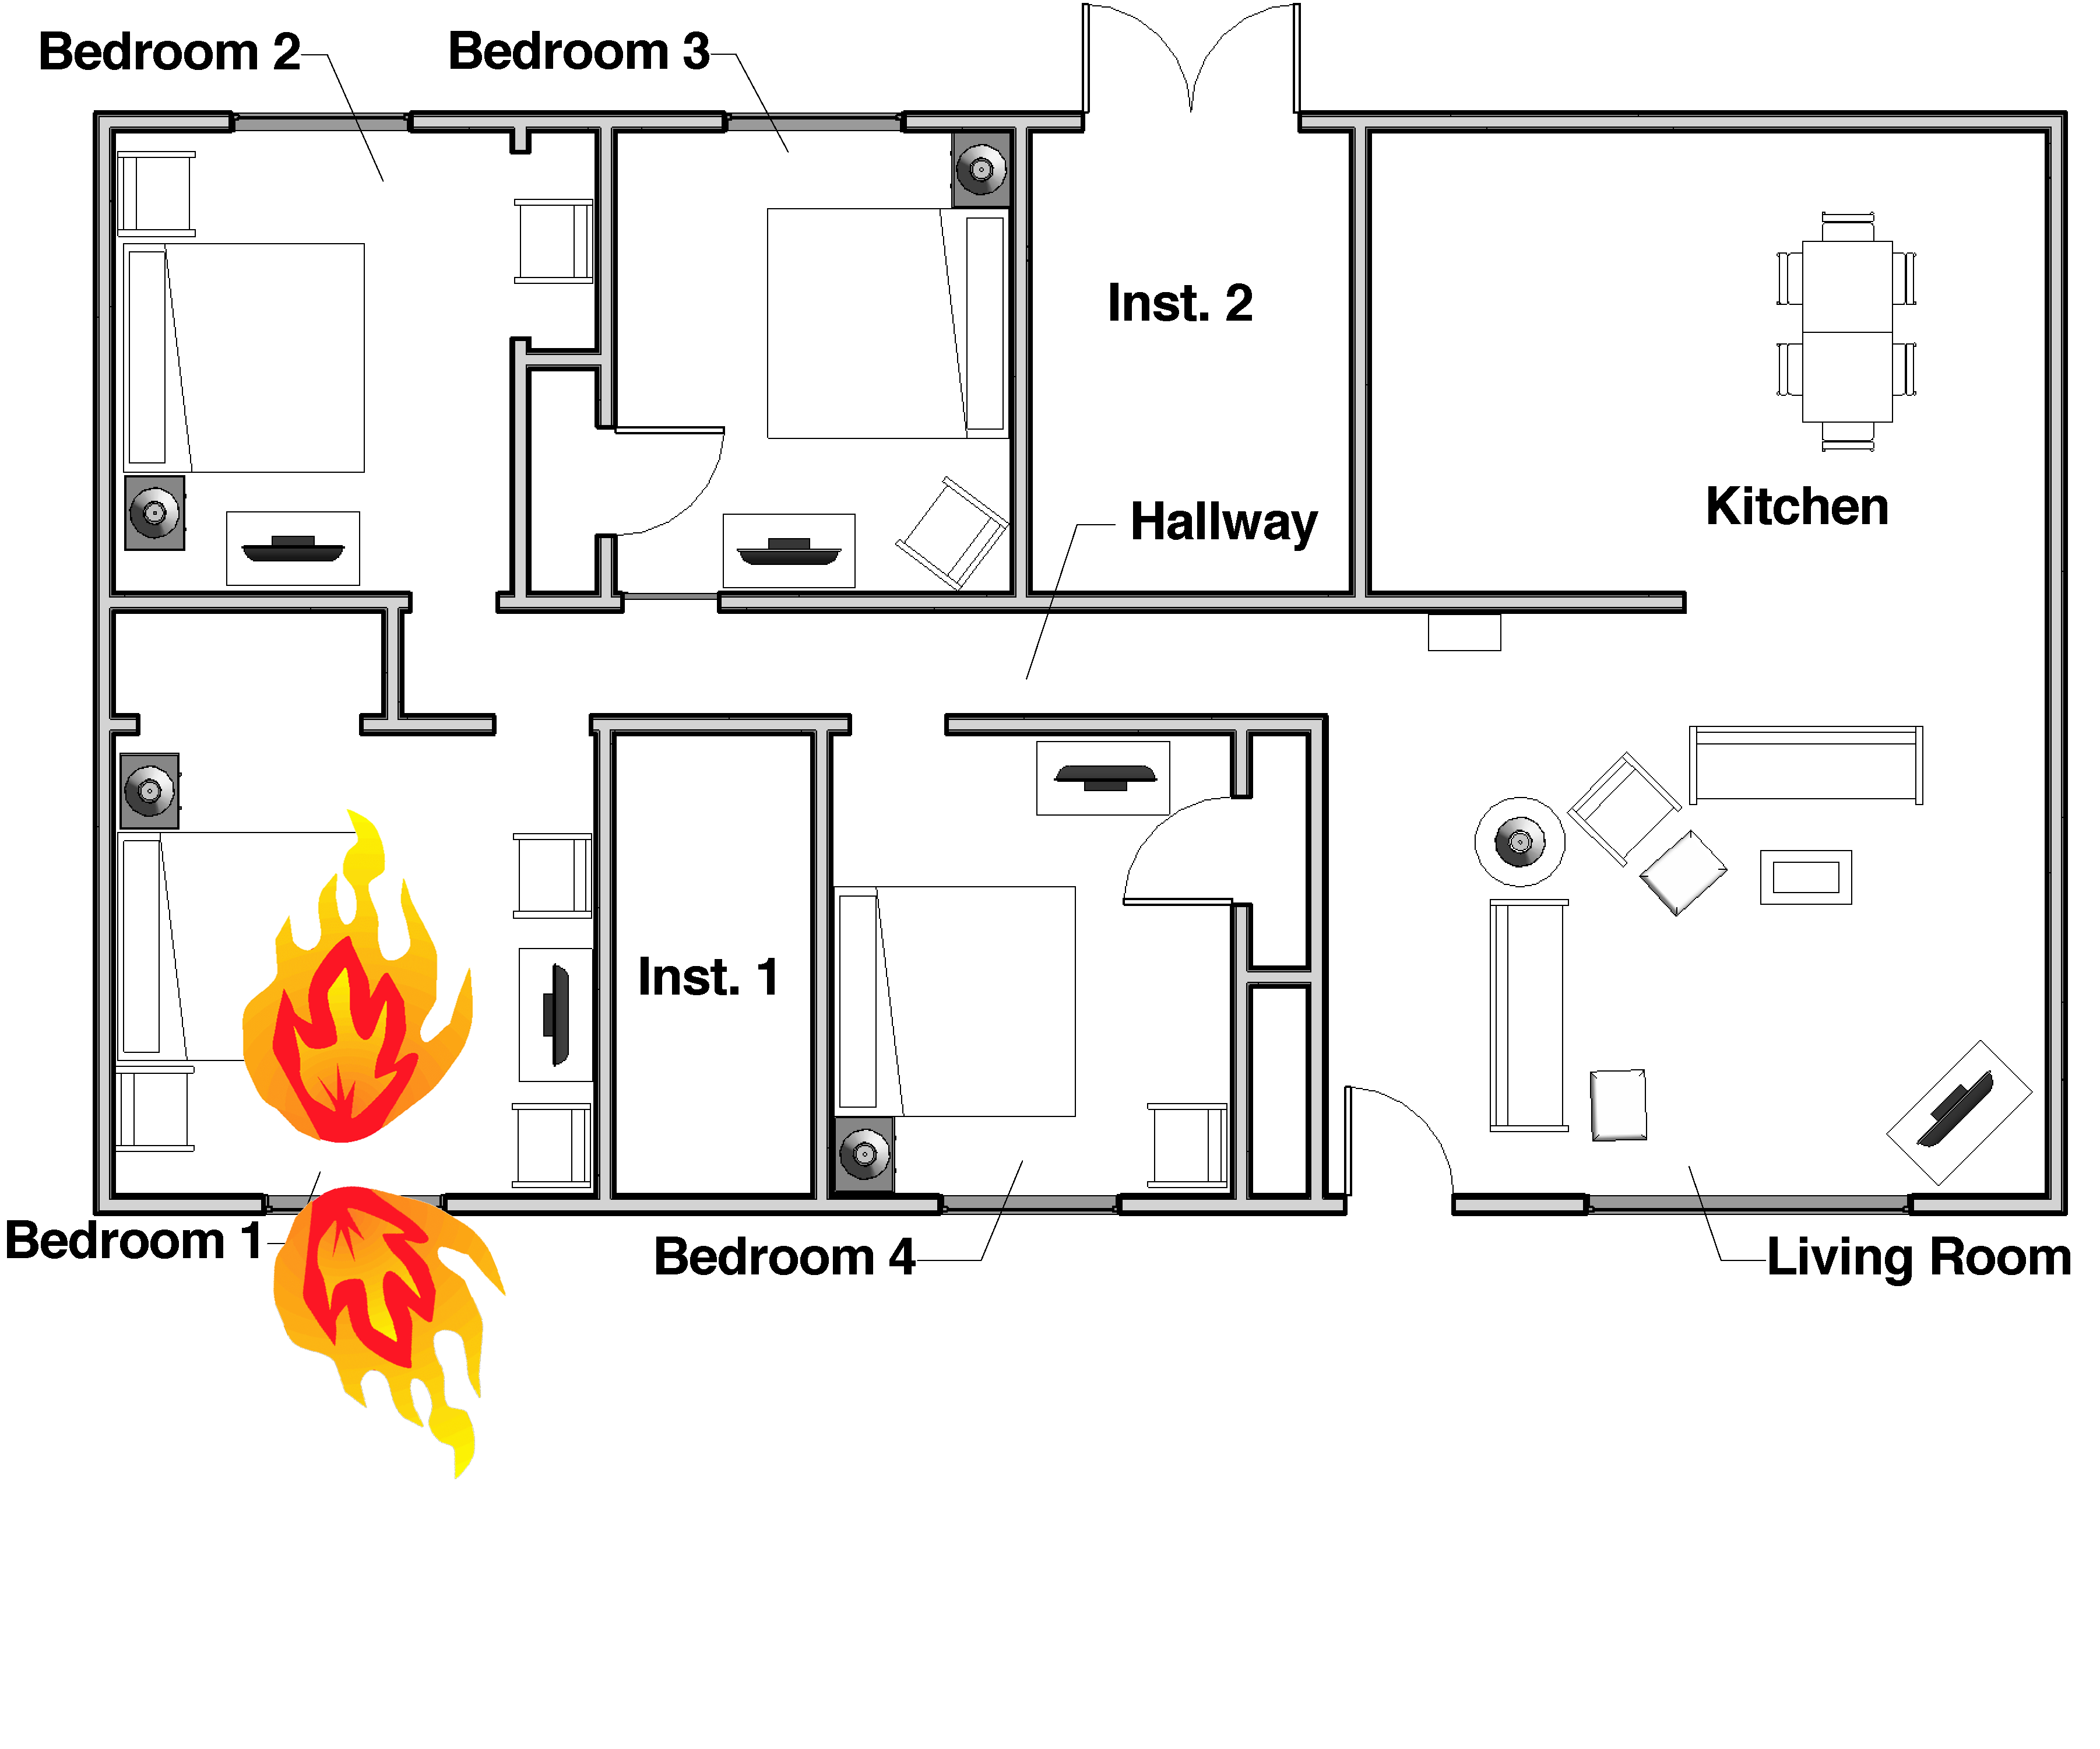 Bedroom 2
Bedroom 3
Inst. 2
Hallway
Kitchen
Inst. 1
Bedroom 1
Bedroom 4
Living Room